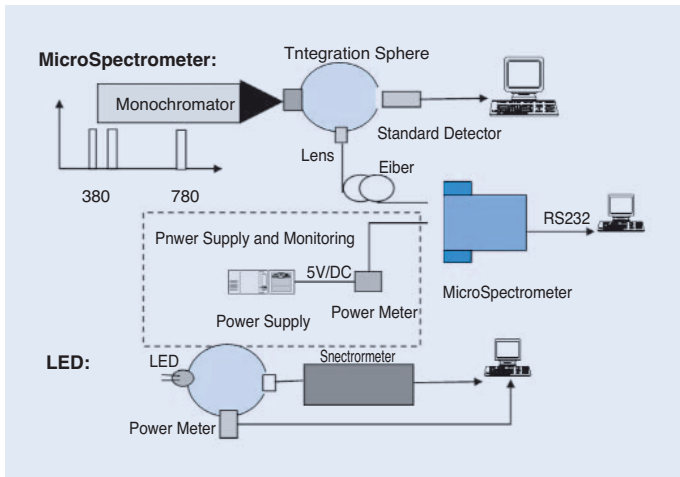 MicroSpectrometer:
Tntegration Sphere
Monochromator
Standard Detector
Lens
Eiber
380
780
RS232
Pnwer Supply and Monitoring
5V/DC
MicroSpectrometer
Power Supply
Power Meter
LED:
LED
Snectrormeter
Power Meter